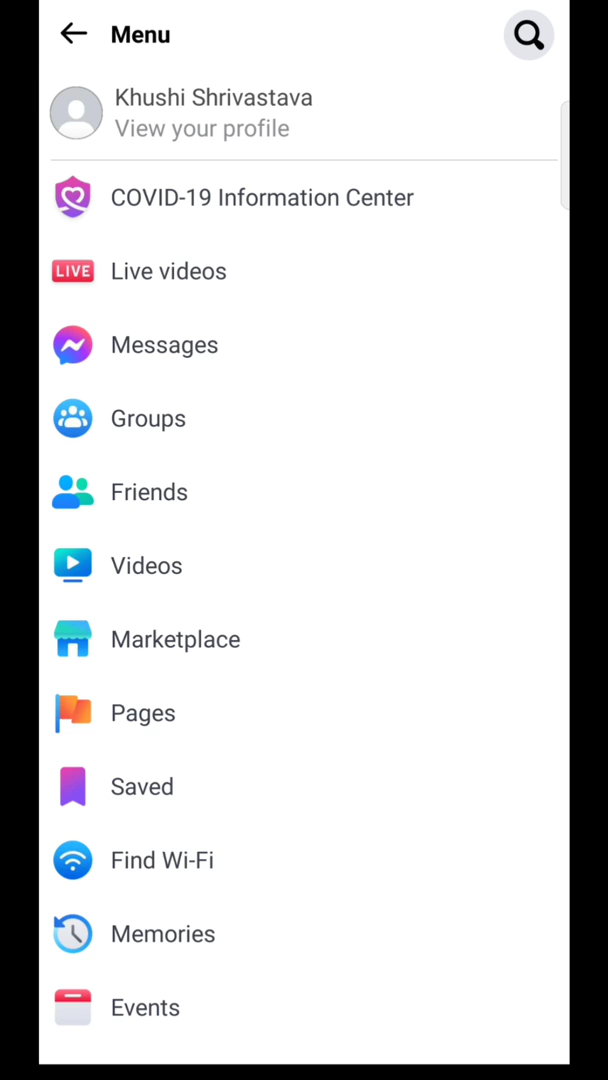 Menu
Khushi Shrivastava
View your profile
COVID-19 Information Center
LIVE Live videos
Messages
Groups
Friends
Videos
Marketplace
Pages
Saved
Find Wi-Fi
Memories
Events